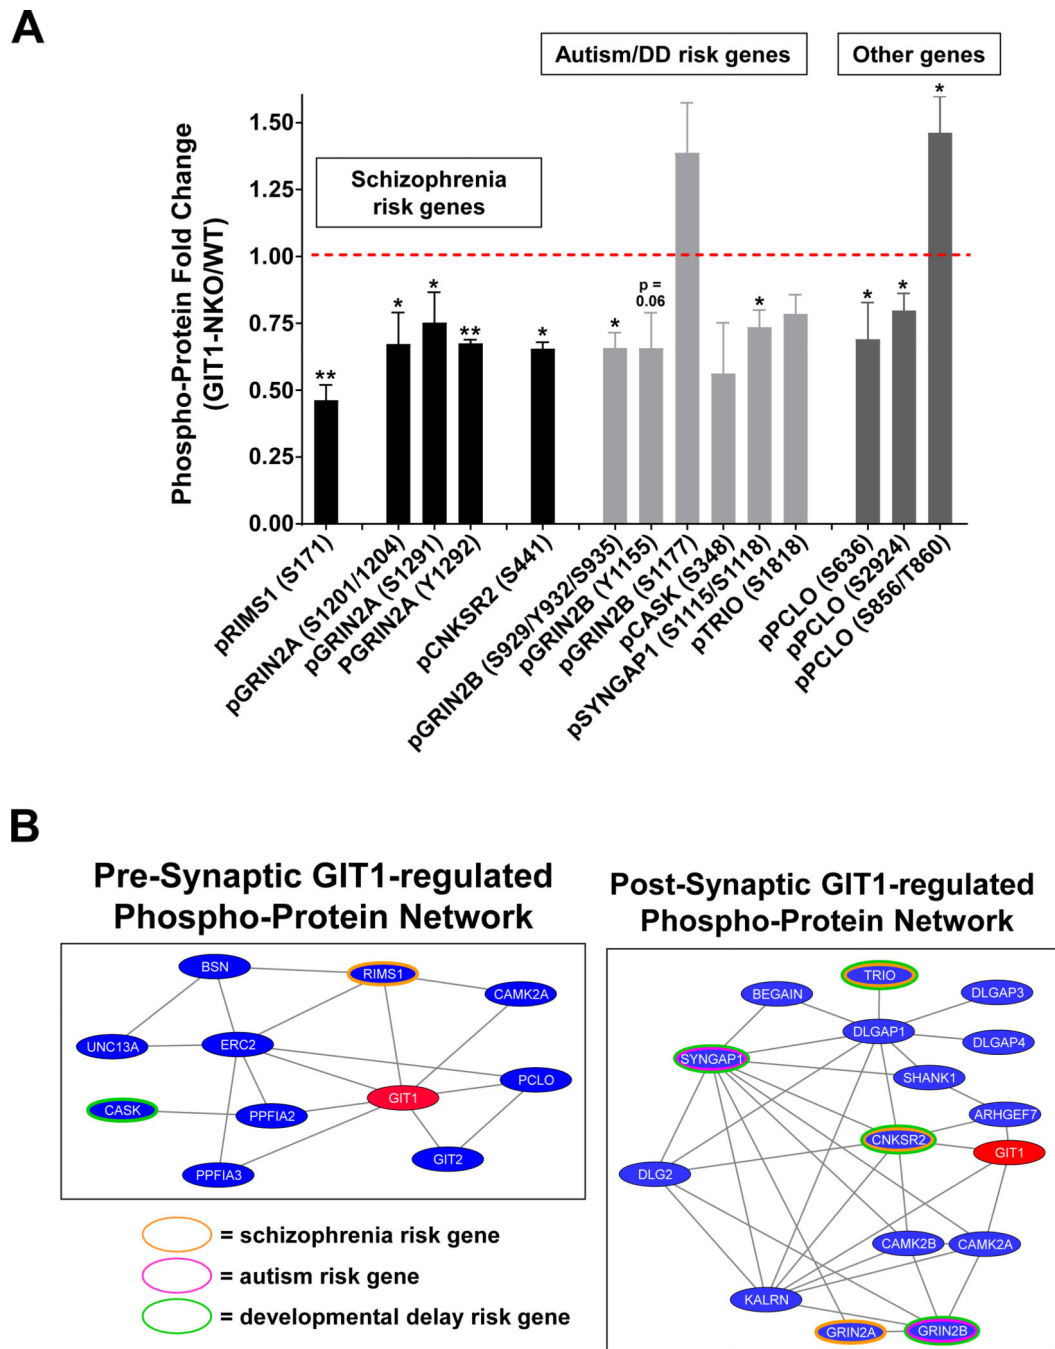 A
Autism/DD risk genes
Other genes
Schizophrenia
risk genes
Phospho-Protein Fold Change
(GIT1-NKO/WT)
1.50
1.25
1.00
0.75
0.50
0.25
0.00
**
*
*
**
*
*
p =
0.06
*
*
*
*
pRIMS1 (S171)
pGRIN2A (S1201/1204)
pGRIN2A (S1291)
PGRIN2A (Y1292)
pCNKSR2 (S441)
pGRIN2B (S929/Y932/S935)
pGRIN2B (Y1155)
pGRIN2B (S1177)
pCASK (S348)
pSYNGAP1 (S1115/S1118)
pTRIO (S1818)
pPCLO (S636)
pPCLO (S2924)
pPCLO (S856/T860)
B
Pre-Synaptic GIT1-regulated
Phospho-Protein Network
BSN
RIMS1
CAMK2A
UNC13A
ERC2
PCLO
GIT1
CASK
PPFIA2
GIT2
PPFIA3
= schizophrenia risk gene
= autism risk gene
= developmental delay risk gene
Post-Synaptic GIT1-regulated
Phospho-Protein Network
TRIO
BEGAIN
DLGAP3
DLGAP1
DLGAP4
SYNGAP1
SHANK1
ARHGEF7
CNKSR2
GIT1
DLG2
CAMK2B
CAMK2A
KALRN
GRIN2A
GRIN2B